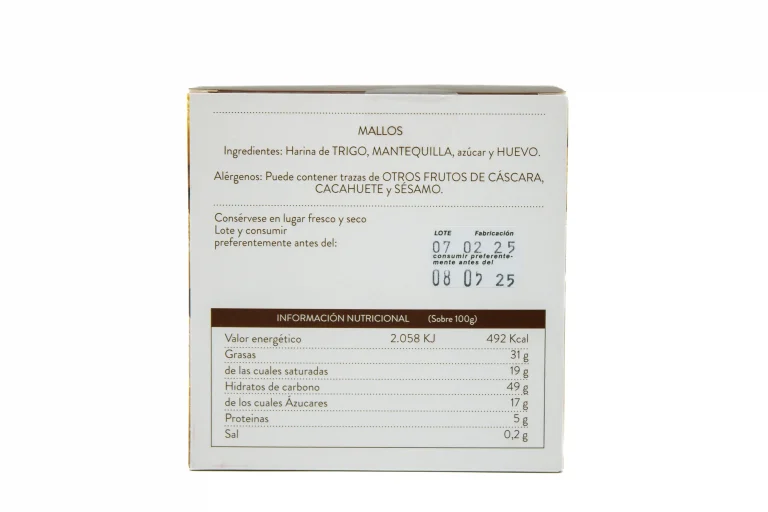 MALLOS
Ingredientes: Harina de TRIGO, MANTEQUILLA, azúcar y HUEVO.
Alérgenos: Puede contener trazas de OTROS FRUTOS DE CÁSCARA,
CACAHUETE y SÉSAMO.
Consérvese en lugar fresco y seco
Lote y consumir
preferentemente antes del:
LOTE Fabricación
07 02 25
consumir preferente-
mente antes del
08 05 25
INFORMACIÓN NUTRICIONAL (Sobre 100g)
Valor energético 2.058 KJ 492 Kcal
Grasas 31 g
de las cuales saturadas 19 g
Hidratos de carbono 49 g
de los cuales Ázucares 17 g
Proteinas 5 g
Sal 0,2 g